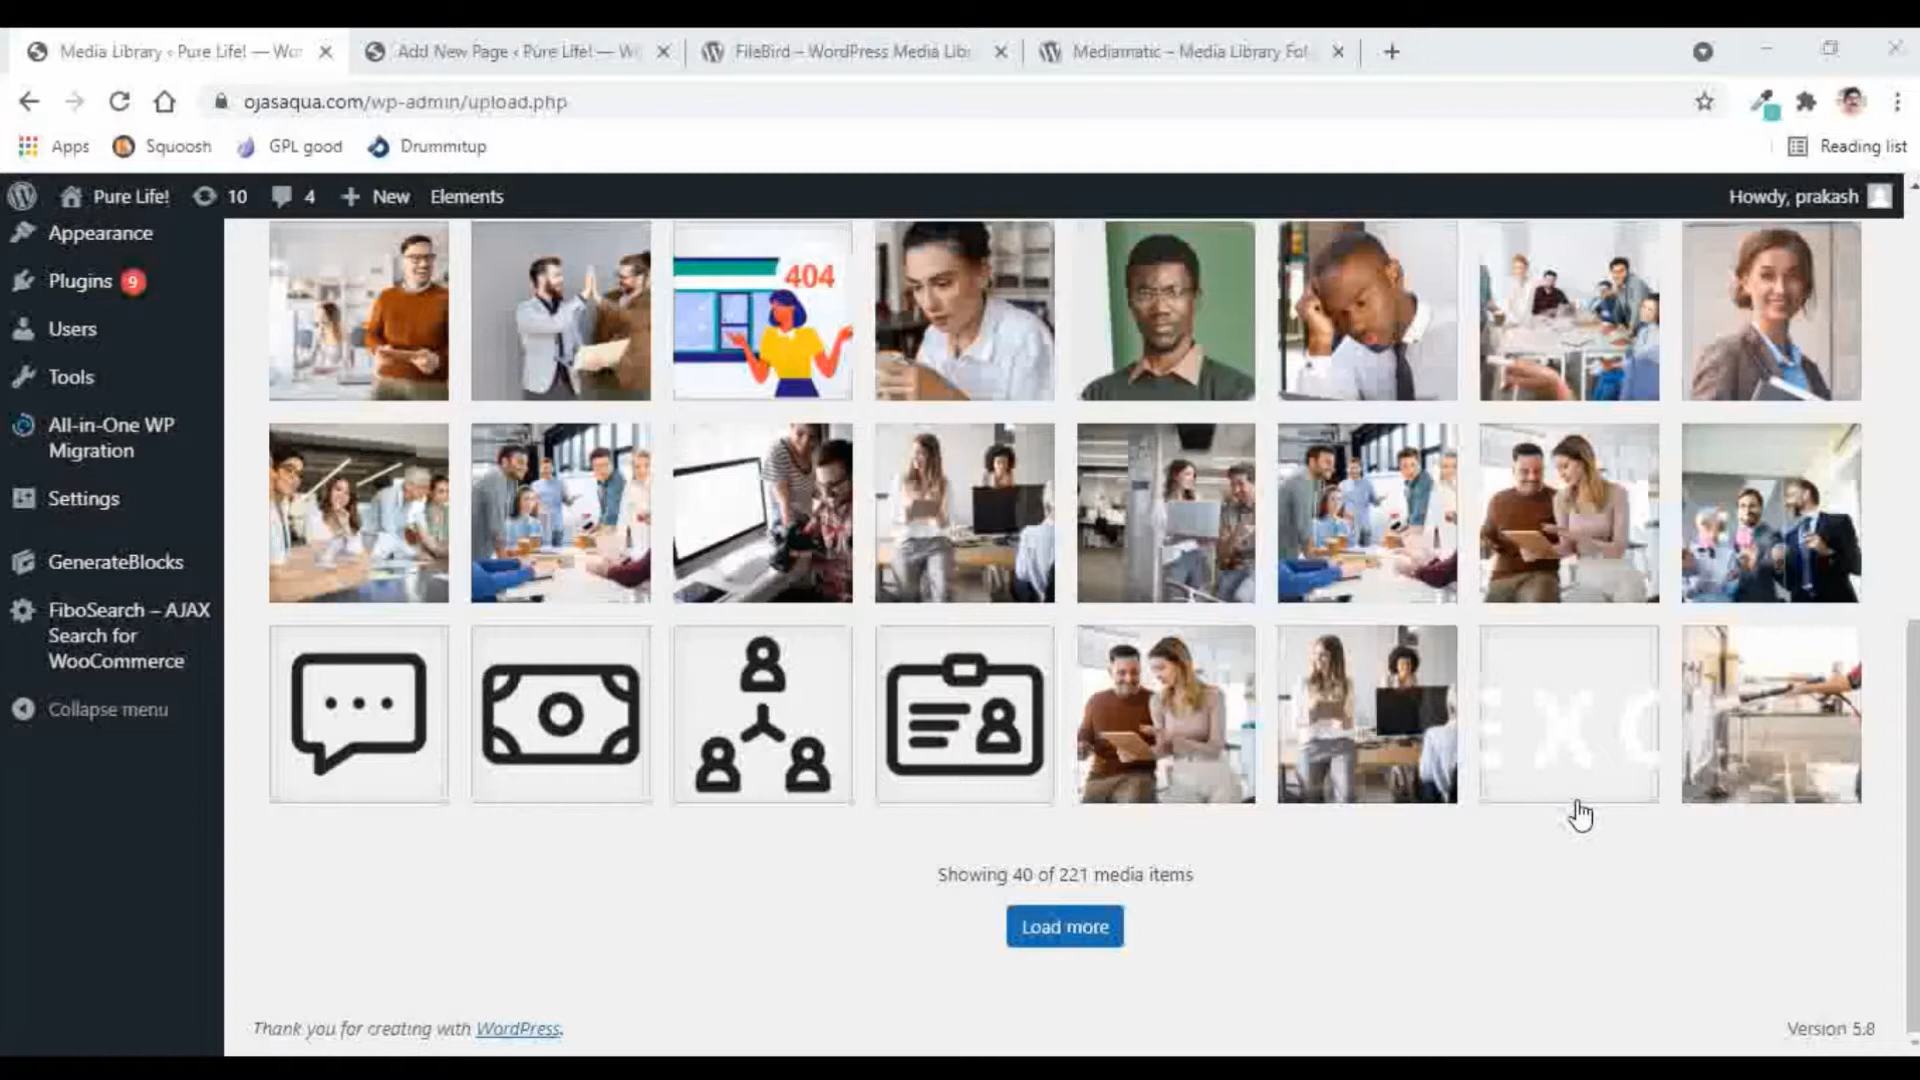 Media Library ‹ Pure Life! — Wor
Add New Page ‹ Pure Life! — W
FileBird – WordPress Media Lib
Mediamatic – Media Library Fol
ojasaqua.com/wp-admin/upload.php
Apps
Squoosh
GPL good
Drummitup
Reading list
Pure Life!
10
4
New
Elements
Howdy, prakash
Appearance
Plugins 9
Users
Tools
All-in-One WP
Migration
Settings
GenerateBlocks
FiboSearch – AJAX
Search for
WooCommerce
Collapse menu
404
EXC
Showing 40 of 221 media items
Load more
Thank you for creating with WordPress.
Version 5.8